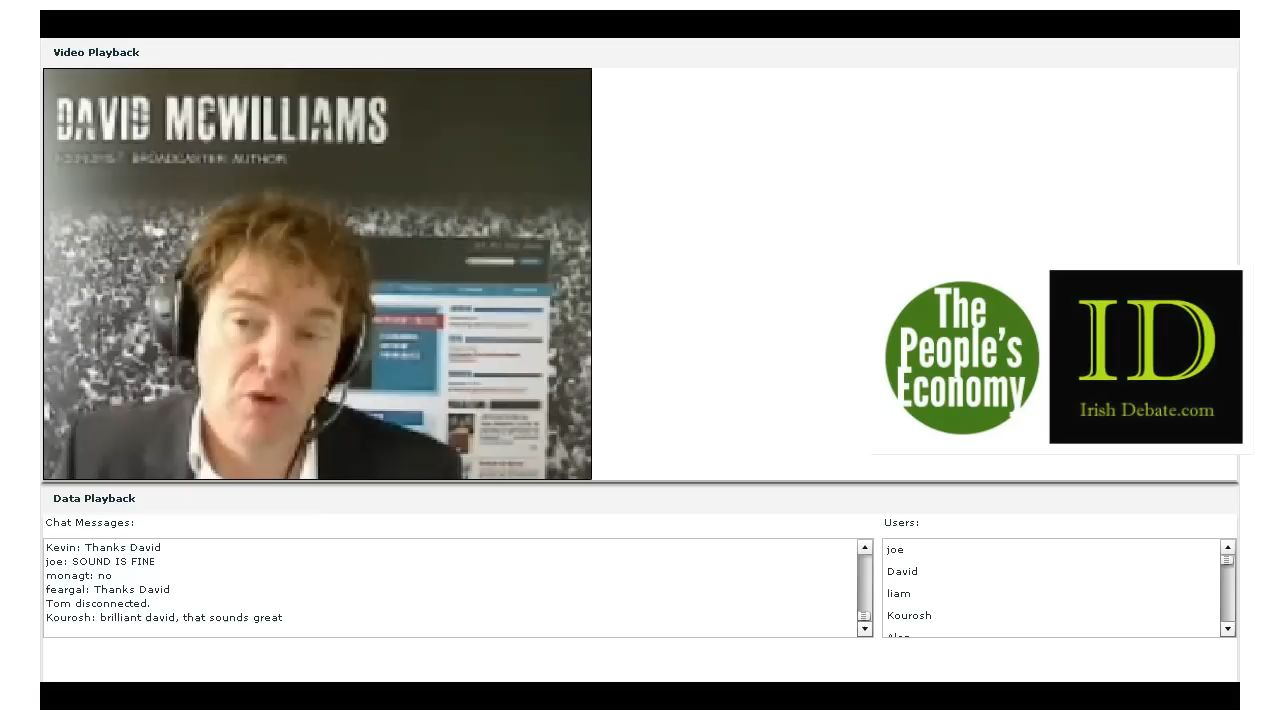 Video Playback
DAVID MCWILLIAMS
BROADCASTER AUTHOR
The
People's
Economy
ID
Irish Debate.com
Data Playback
Chat Messages:
Users:
Kevin: Thanks David
joe: SOUND IS FINE
monagt: no
feargal: Thanks David
Tom disconnected.
Kourosh: brilliant david, that sounds great
joe
David
liam
Kourosh